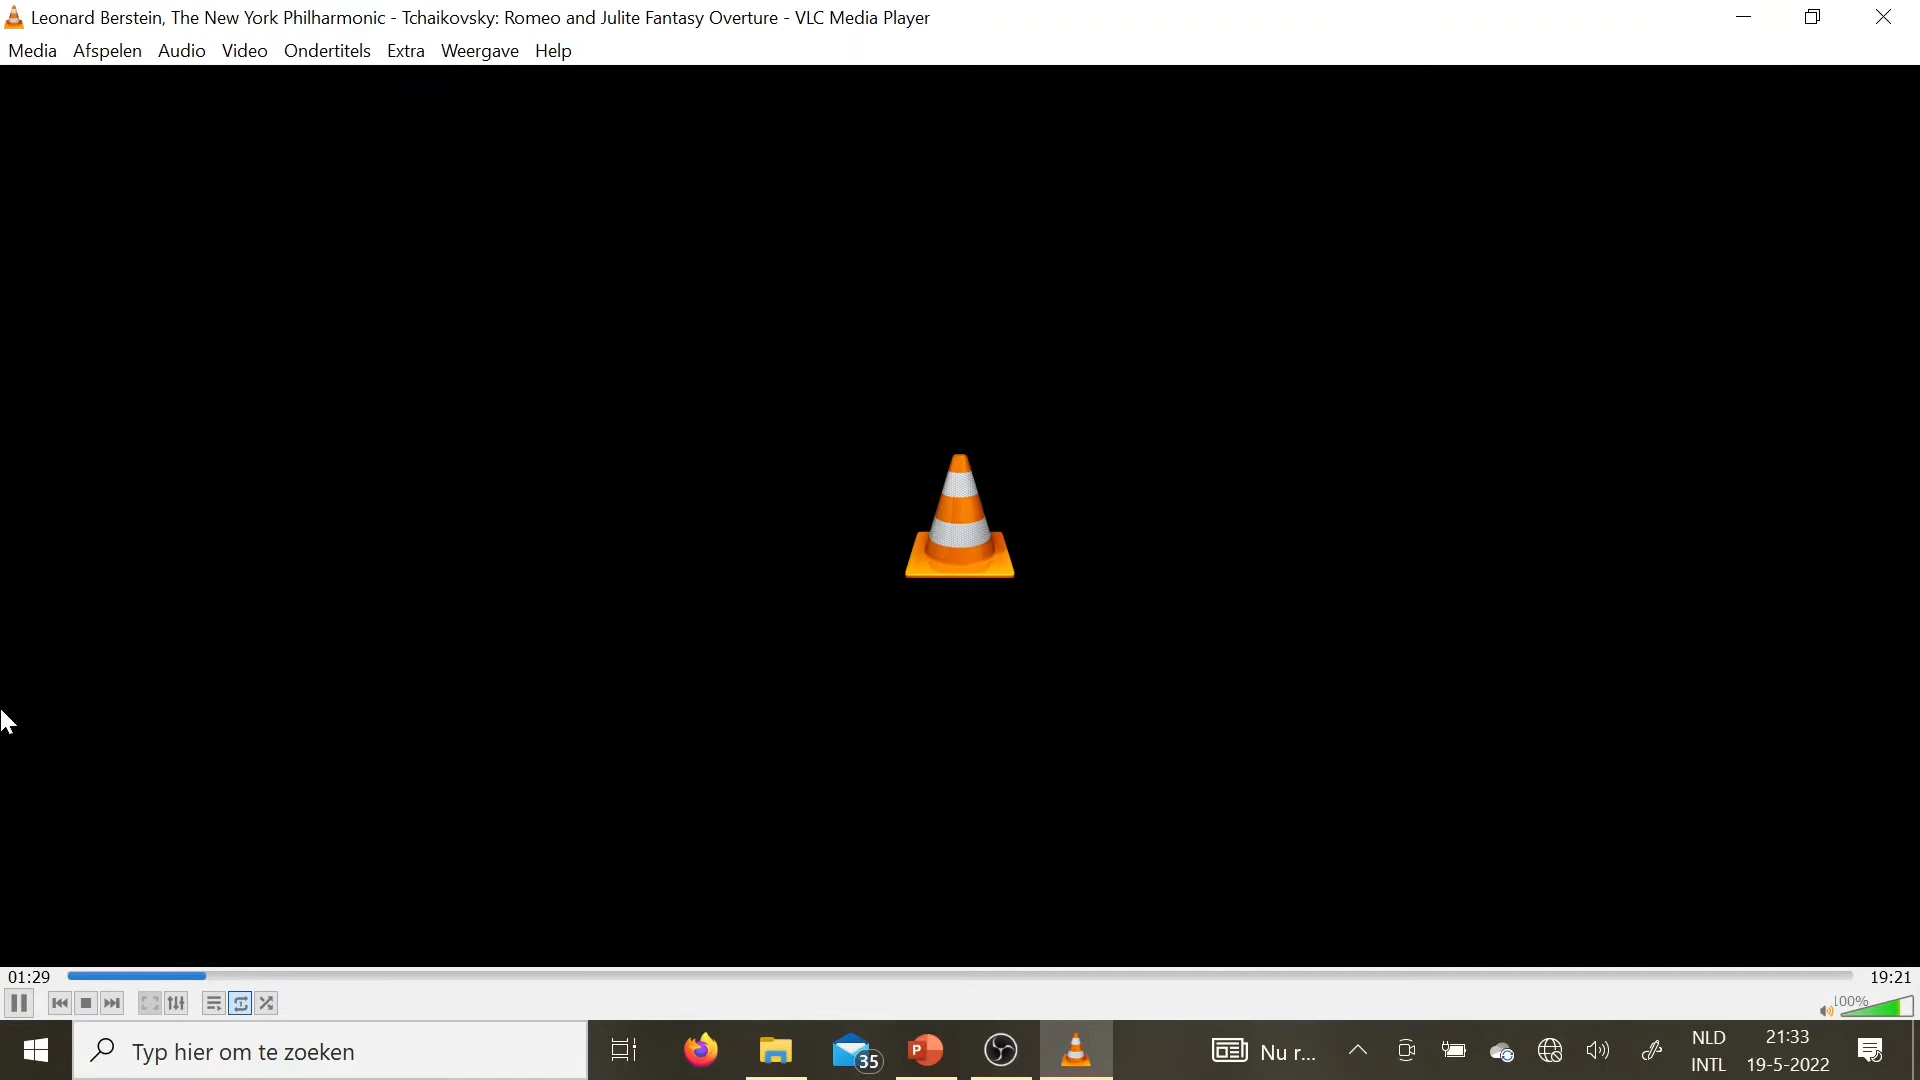 Leonard Berstein, The New York Philharmonic - Tchaikovsky: Romeo and Julite Fantasy Overture - VLC Media Player
Media Afspelen Audio Video Ondertitels Extra Weergave Help
01:29 19:21
100%
Typ hier om te zoeken
35
P
Nu r...
NLD
INTL
21:33
19-5-2022